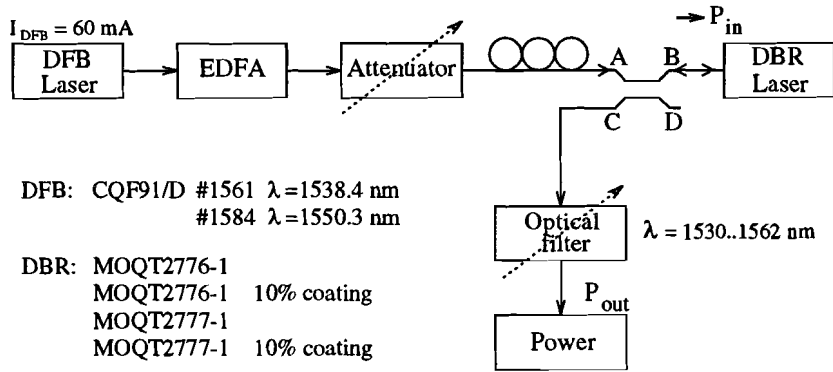 I DFB = 60 mA
DFB Laser
EDFA
Attenuator
A
B
P in
DBR Laser
C
D
DFB: CQF91/D #1561 λ=1538.4 nm
#1584 λ=1550.3 nm
DBR: MOQT2776-1
MOQT2776-1 10% coating
MOQT2777-1
MOQT2777-1 10% coating
Optical filter
λ = 1530..1562 nm
P out
Power